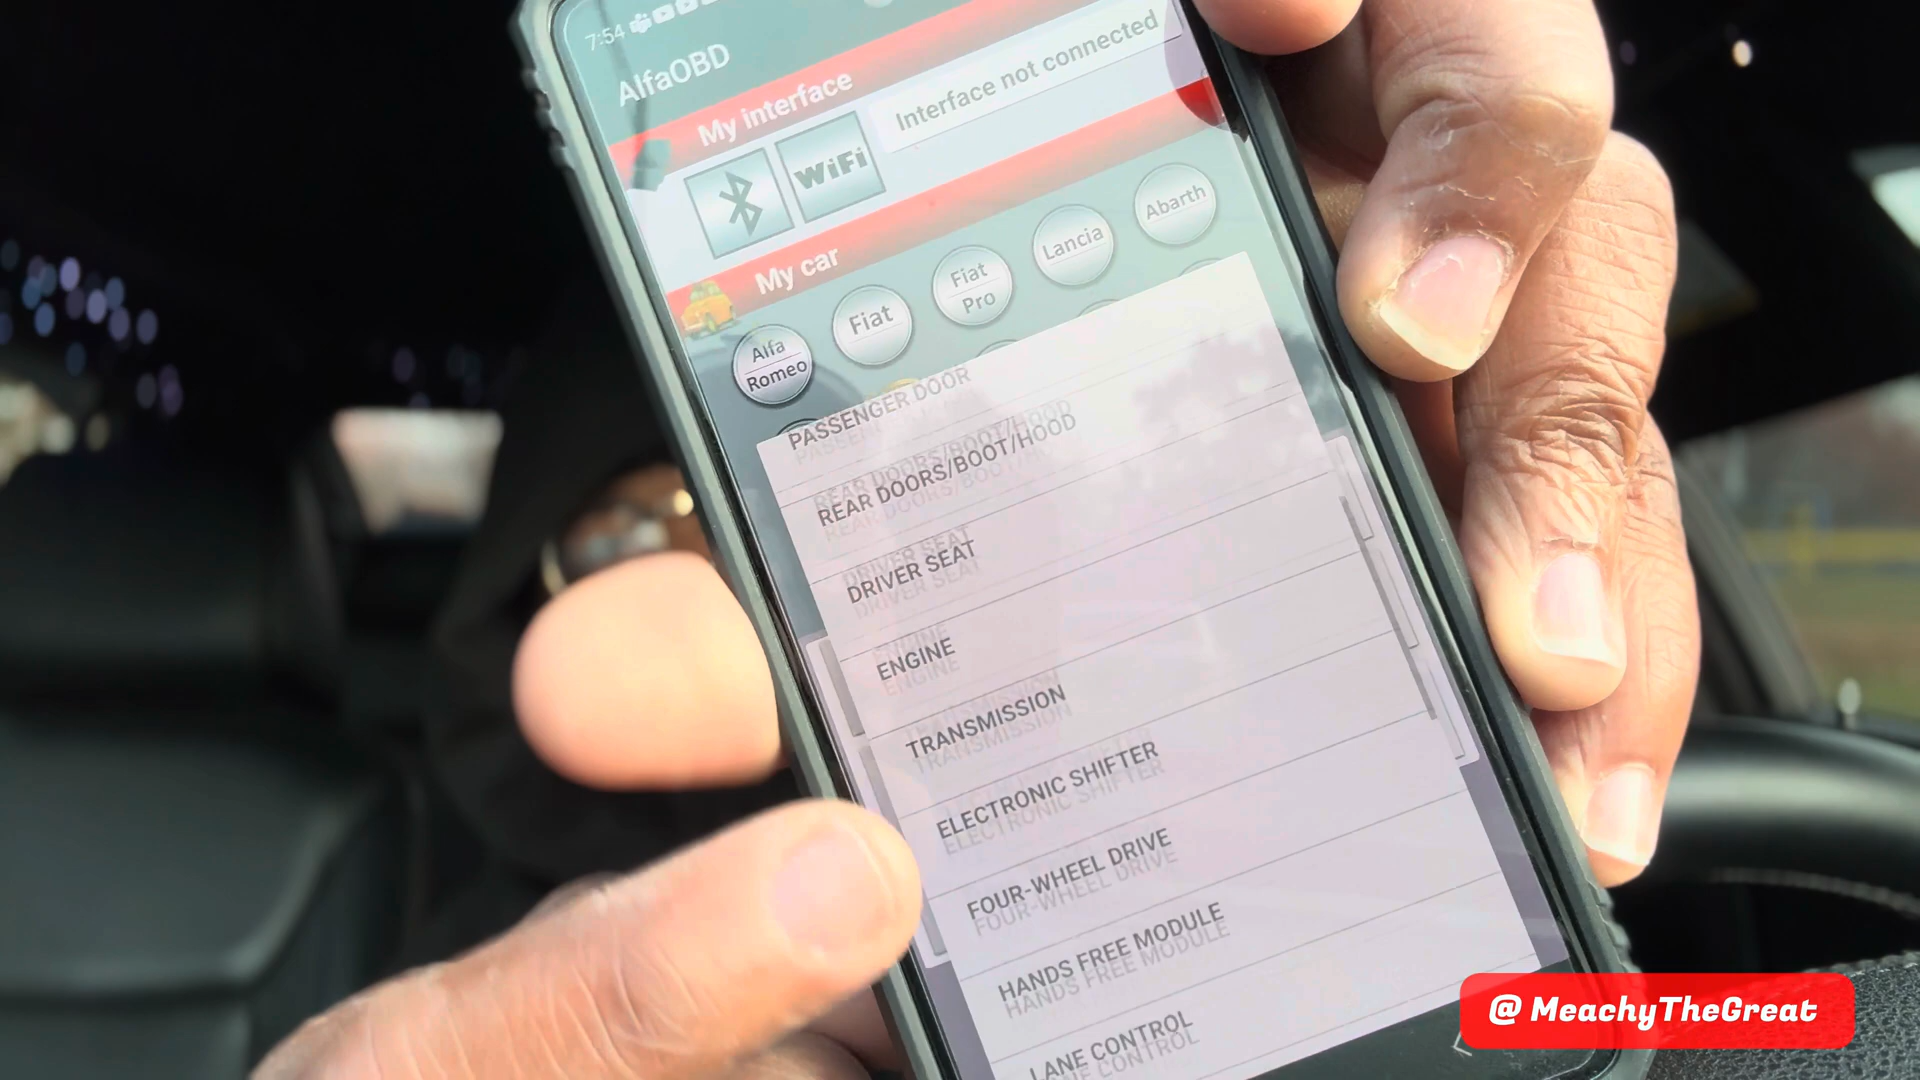 7:54
AlfaOBD
My interface
WiFi
Interface not connected
My car
Alfa
Romeo
Fiat
Fiat
Pro
Lancia
Abarth
PASSENGER DOOR
REAR DOORS/BOOT/HOOD
DRIVER SEAT
ENGINE
TRANSMISSION
ELECTRONIC SHIFTER
FOUR-WHEEL DRIVE
HANDS FREE MODULE
LANE CONTROL
@MeachyTheGreat